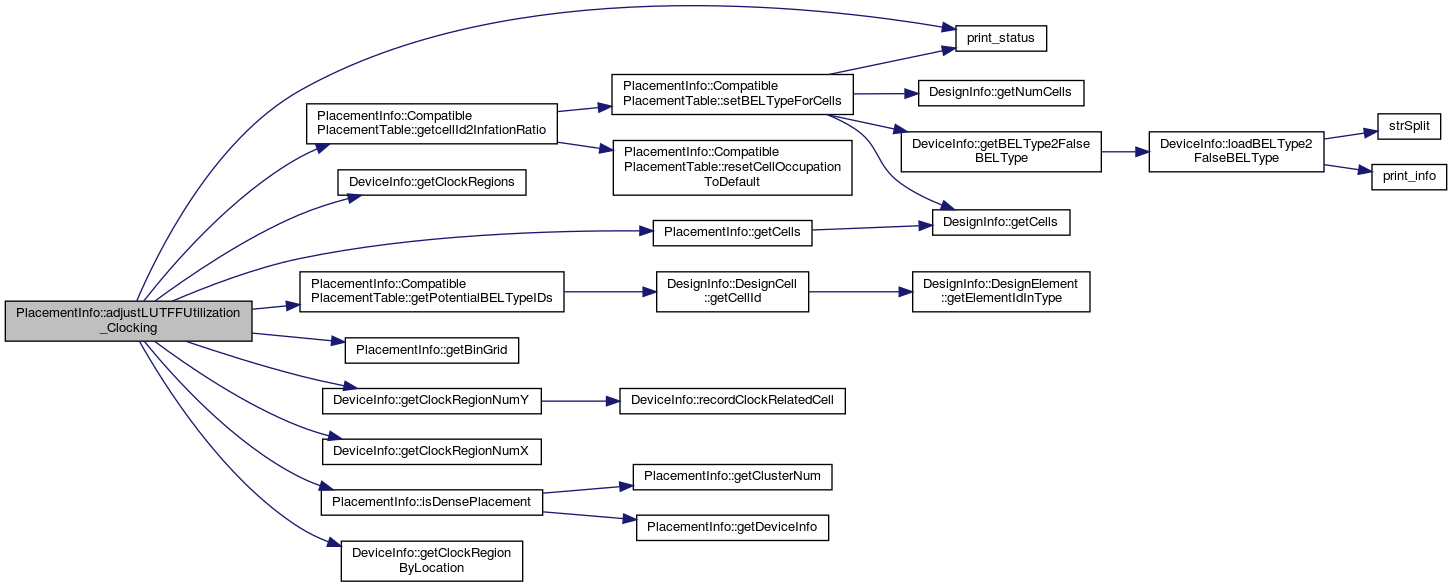 print_status
PlacementInfo::Compatible
PlacementTable::setBELTypeForCells
DesignInfo::getNumCells
PlacementInfo::Compatible
PlacementTable::getcellId2InfationRatio
strSplit
DeviceInfo::getBELType2False
BELType
DeviceInfo::loadBELType2
FalseBELType
PlacementInfo::Compatible
PlacementTable::resetCellOccupation
ToDefault
print_info
DeviceInfo::getClockRegions
DesignInfo::getCells
PlacementInfo::getCells
PlacementInfo::Compatible
PlacementTable::getPotentialBELTypeIDs
DesignInfo::DesignCell
::getCellId
DesignInfo::DesignElement
::getElementIdInType
PlacementInfo::adjustLUTFFUtilization
_Clocking
PlacementInfo::getBinGrid
DeviceInfo::getClockRegionNumY
DeviceInfo::recordClockRelatedCell
DeviceInfo::getClockRegionNumX
PlacementInfo::getClusterNum
PlacementInfo::isDensePlacement
PlacementInfo::getDeviceInfo
DeviceInfo::getClockRegion
ByLocation